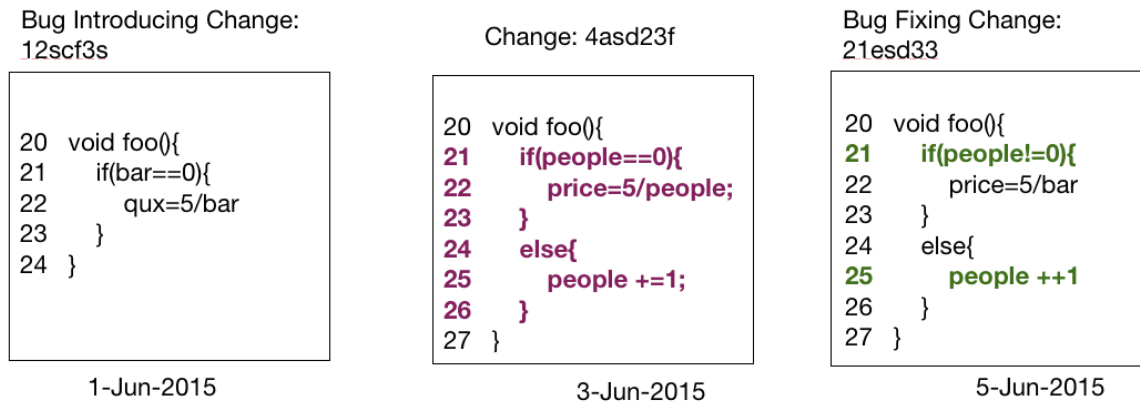 Bug Introducing Change:
12scf3s
20 void foo(){
21 if(bar==0){
22 qux=5/bar
23 }
24 }
1-Jun-2015
Change: 4asd23f
20 void foo(){
21 if(people==0){
22 price=5/people;
23 }
24 else{
25 people +=1;
26 }
27 }
3-Jun-2015
Bug Fixing Change:
21esd33
20 void foo(){
21 if(people!=0){
22 price=5/bar
23 }
24 else{
25 people ++1
26 }
27 }
5-Jun-2015